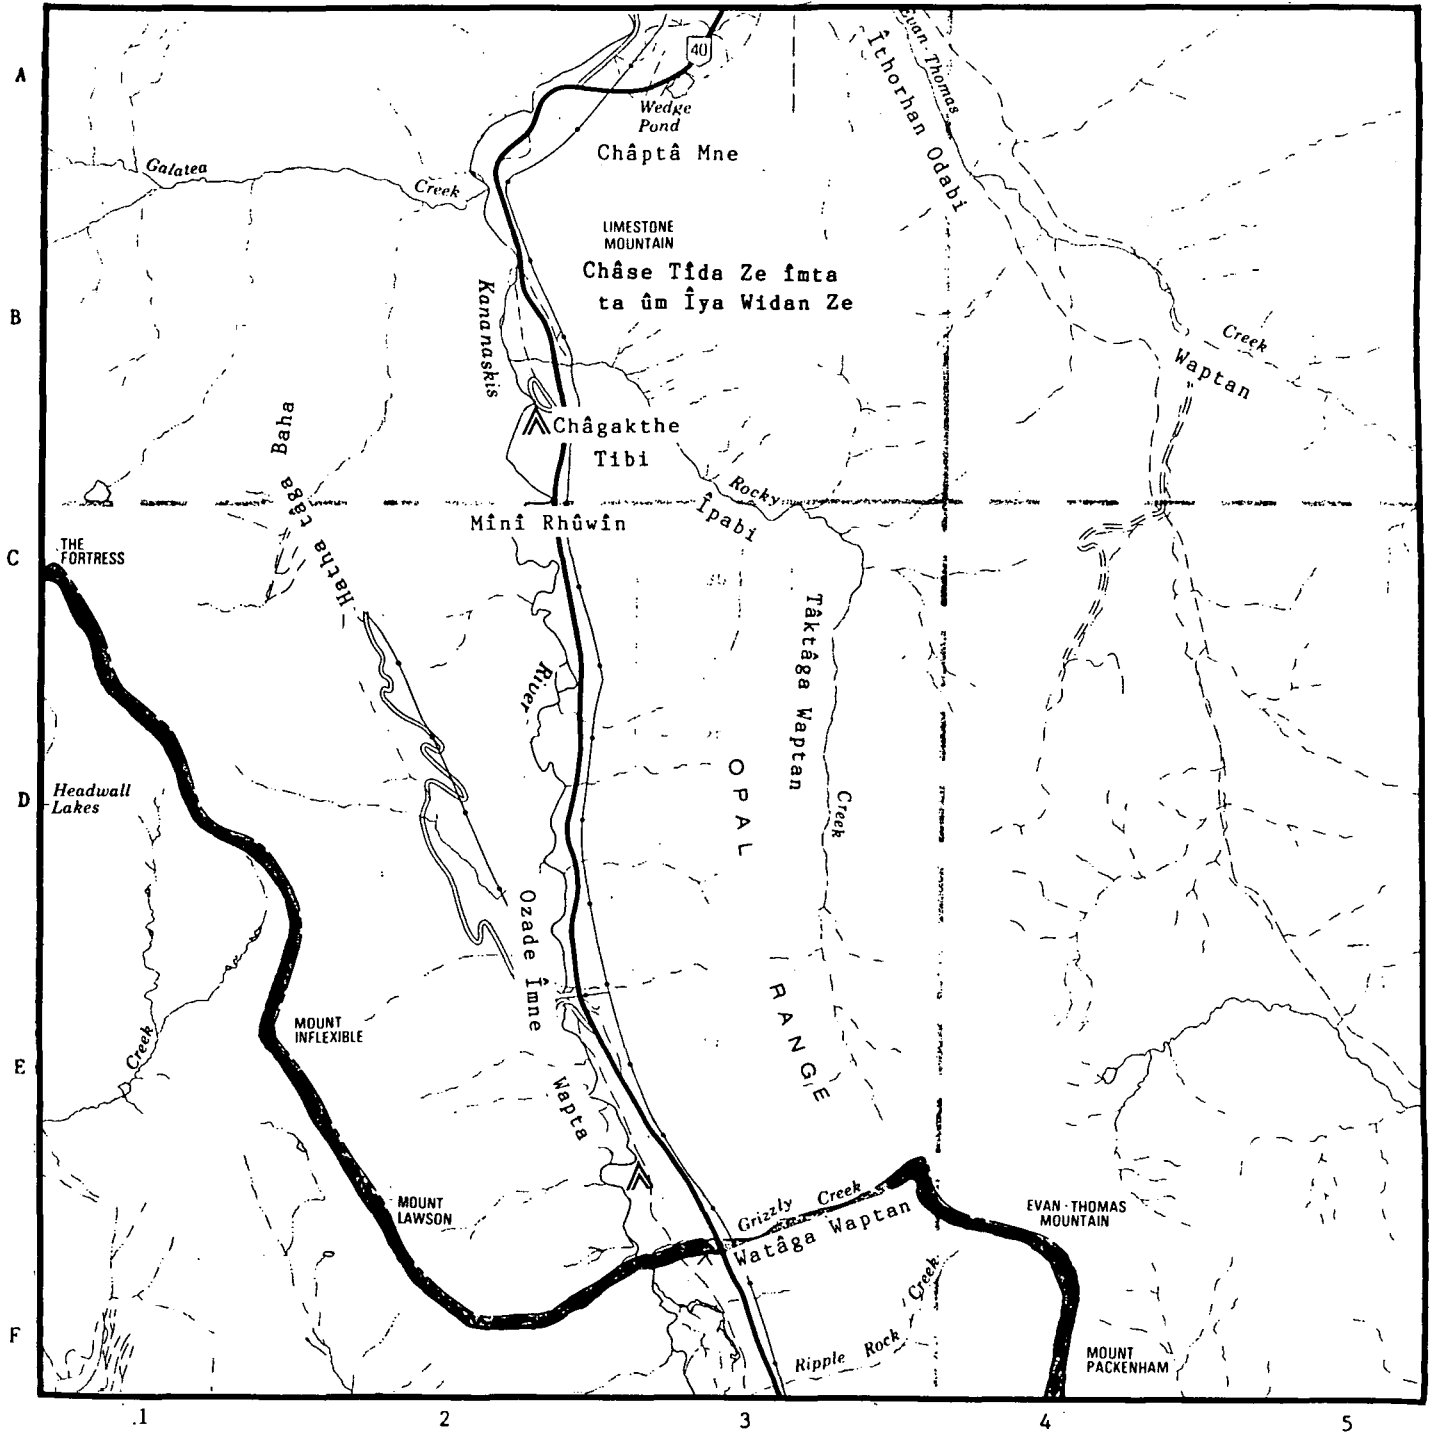 A
40
Wedge
Pond
Châptâ Mne
Evan-Thomas
Îthorhan Odabi
Galatea
Creek
LIMESTONE
MOUNTAIN
Châse Tîda Ze Îmta
ta ûm Îya Widan Ze
B
Kananaskis
Creek
Waptan
Châgakthe
Tibi
Hatha tâga Baha
Rocky
Îpabi
Mînî Rhûwîn
C
THE
FORTRESS
Tâktâga Waptan
River
OPAL
D
Headwall
Lakes
Creek
Ozade Îmne
RANGE
MOUNT
INFLEXIBLE
Creek
E
Wapta
MOUNT
LAWSON
Grizzly Creek
Watâga Waptan
EVAN-THOMAS
MOUNTAIN
Creek
F
Ripple Rock
MOUNT
PACKENHAM
.1
2
3
4
5